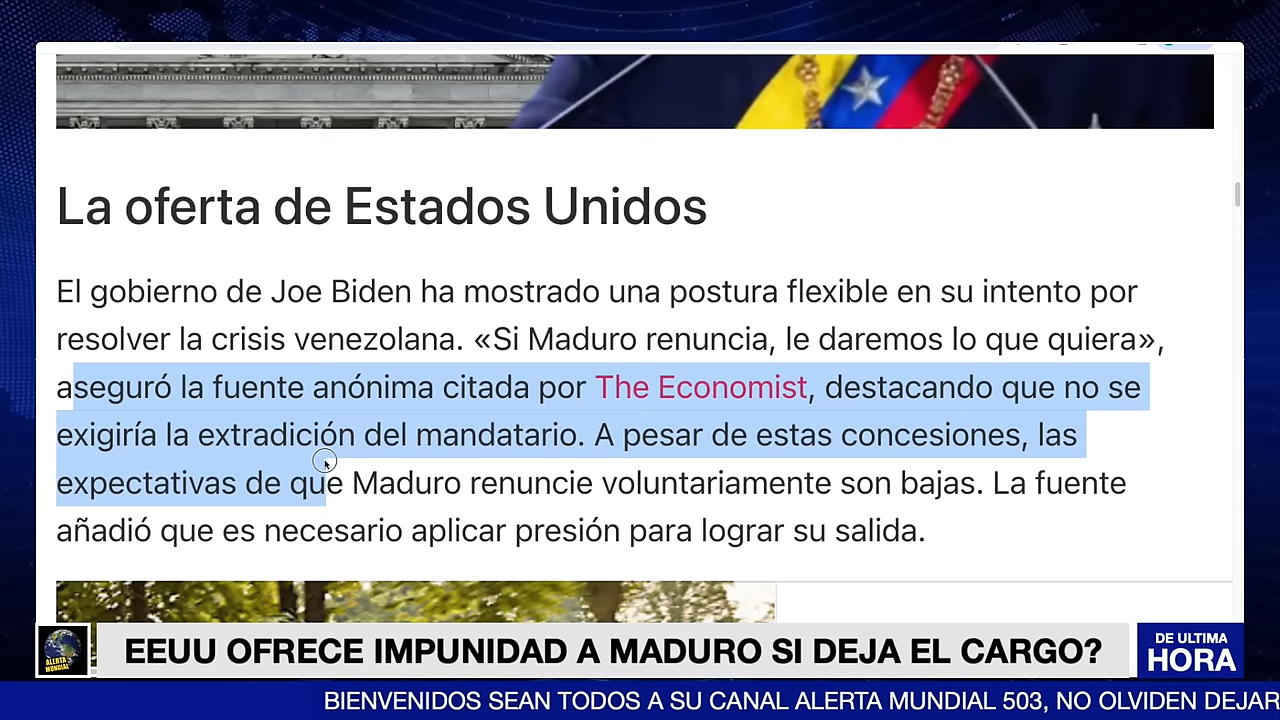 La oferta de Estados Unidos
El gobierno de Joe Biden ha mostrado una postura flexible en su intento por
resolver la crisis venezolana. «Si Maduro renuncia, le daremos lo que quiera»,
aseguró la fuente anónima citada por The Economist, destacando que no se
exigiría la extradición del mandatario. A pesar de estas concesiones, las
expectativas de que Maduro renuncie voluntariamente son bajas. La fuente
añadió que es necesario aplicar presión para lograr su salida.
ALERTA
MUNDIAL
EEUU OFRECE IMPUNIDAD A MADURO SI DEJA EL CARGO?
DE ULTIMA
HORA
BIENVENIDOS SEAN TODOS A SU CANAL ALERTA MUNDIAL 503, NO OLVIDEN DEJAR